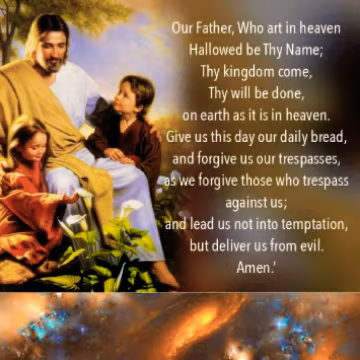 Our Father, Who art in heaven
Hallowed be Thy Name;
Thy kingdom come,
Thy will be done,
on earth as it is in heaven.
Give us this day our daily bread,
and forgive us our trespasses,
as we forgive those who trespass
against us;
and lead us not into temptation,
but deliver us from evil.
Amen.'